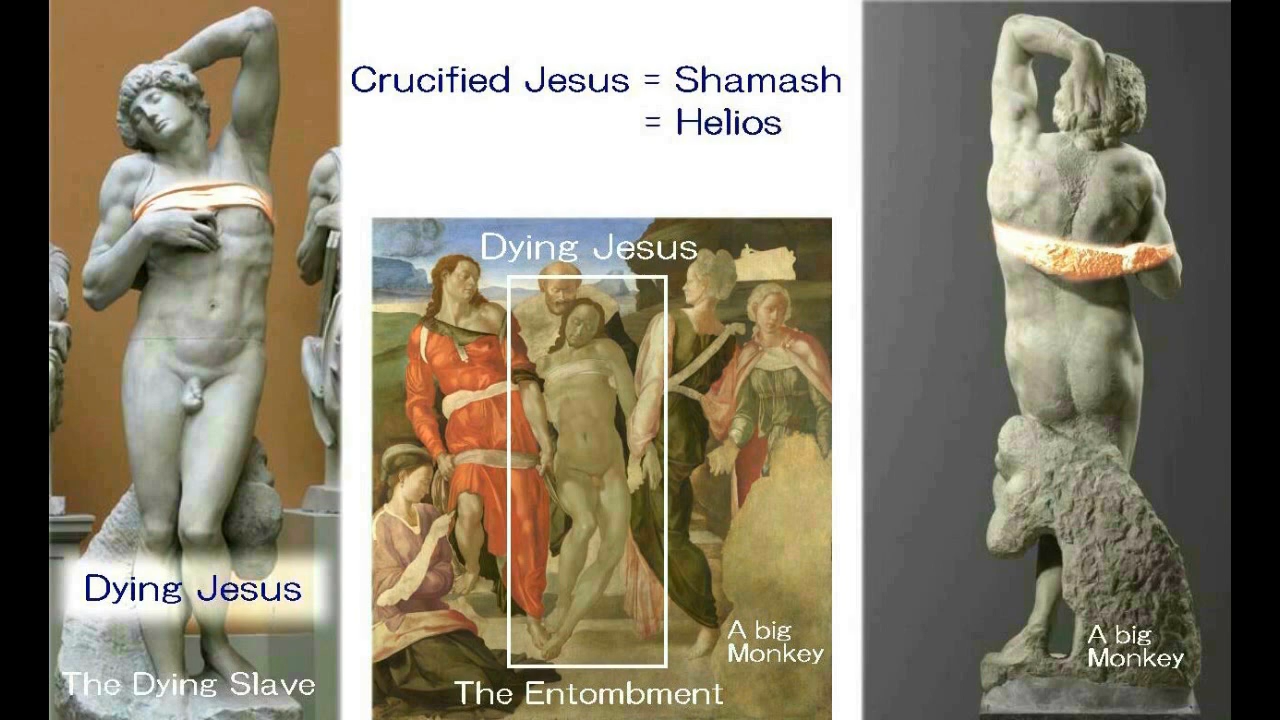 Crucified Jesus = Shamash
= Helios
Dying Jesus
The Dying Slave
Dying Jesus
A big
Monkey
The Entombment
A big
Monkey